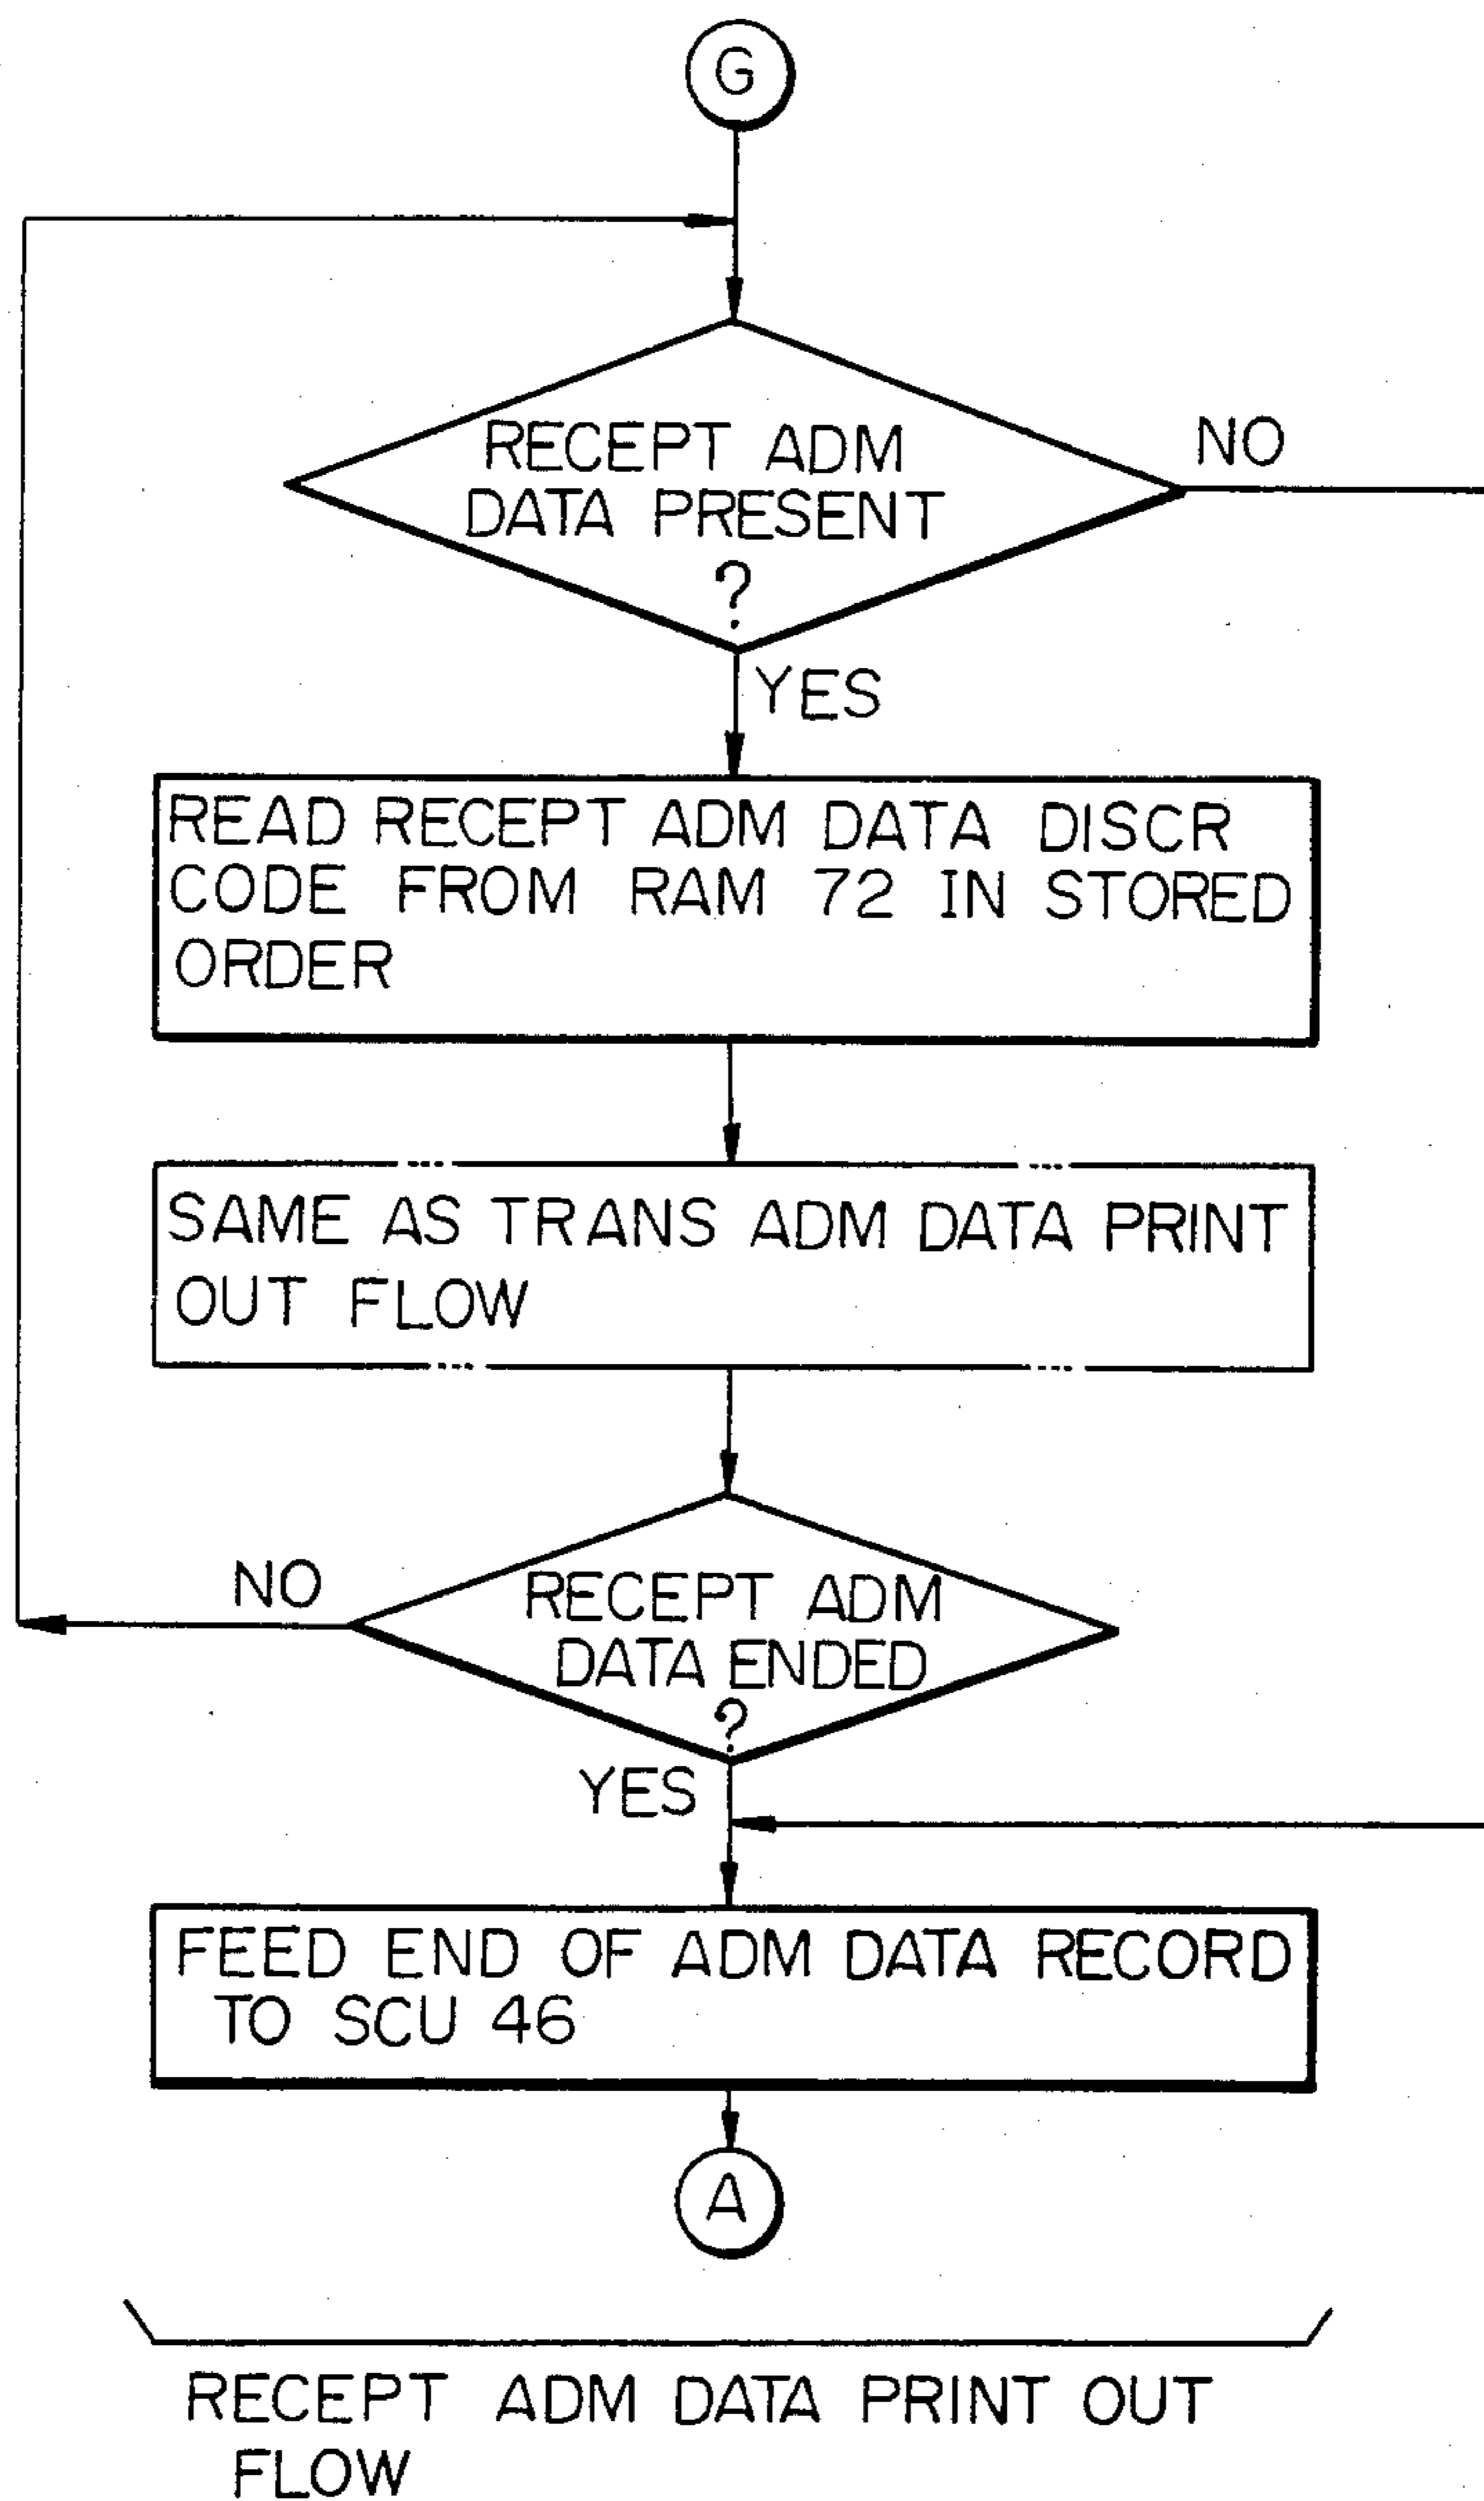 G
RECEPT ADM
DATA PRESENT
?
NO
YES
READ RECEPT ADM DATA DISCR
CODE FROM RAM 72 IN STORED
ORDER
SAME AS TRANS ADM DATA PRINT
OUT FLOW
NO
RECEPT ADM
DATA ENDED
?
YES
FEED END OF ADM DATA RECORD
TO SCU 46
A
RECEPT ADM DATA PRINT OUT
FLOW